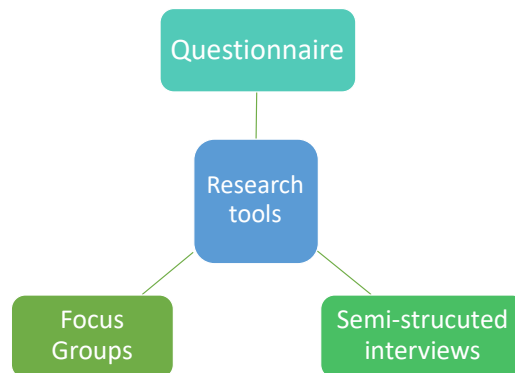 Questionnaire
Research
tools
Focus
Groups
Semi-strucuted
interviews